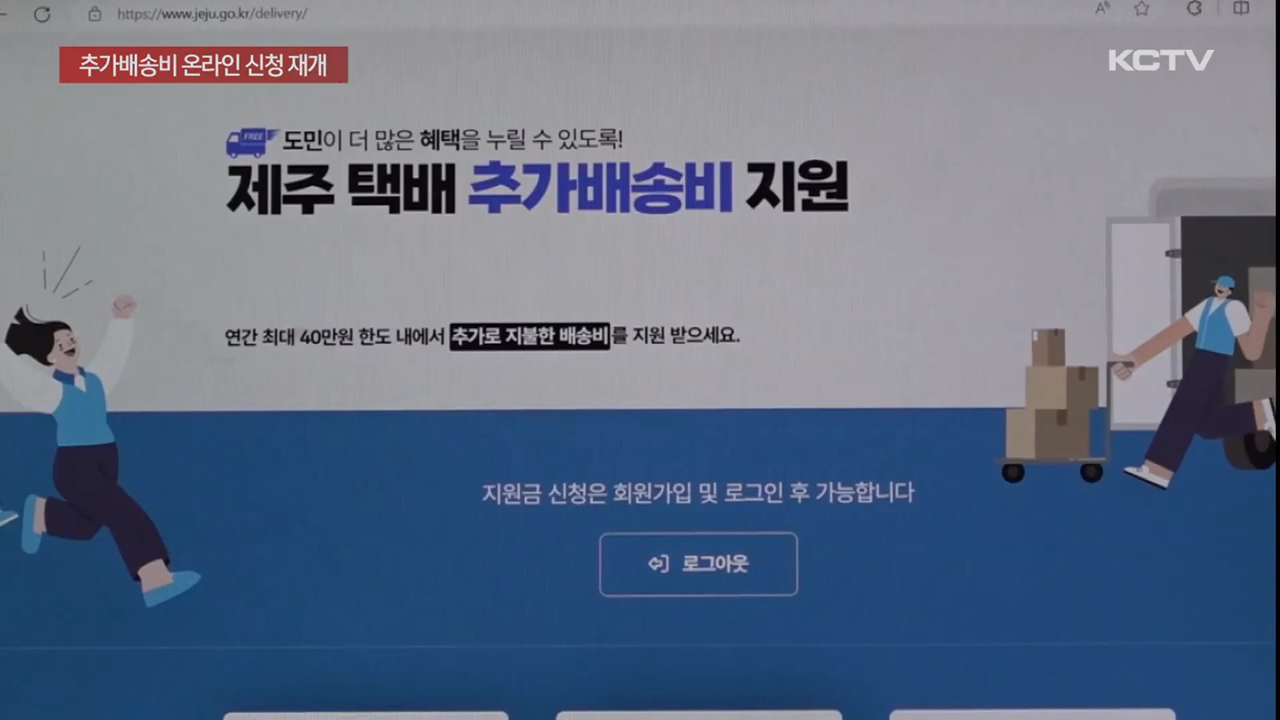 https://www.jeju.go.kr/delivery/
추가배송비 온라인 신청 재개
KCTV
FREE 도민이 더 많은 혜택을 누릴 수 있도록!
제주 택배 추가배송비 지원
연간 최대 40만원 한도 내에서 추가로 지불한 배송비를 지원 받으세요.
지원금 신청은 회원가입 및 로그인 후 가능합니다
로그아웃